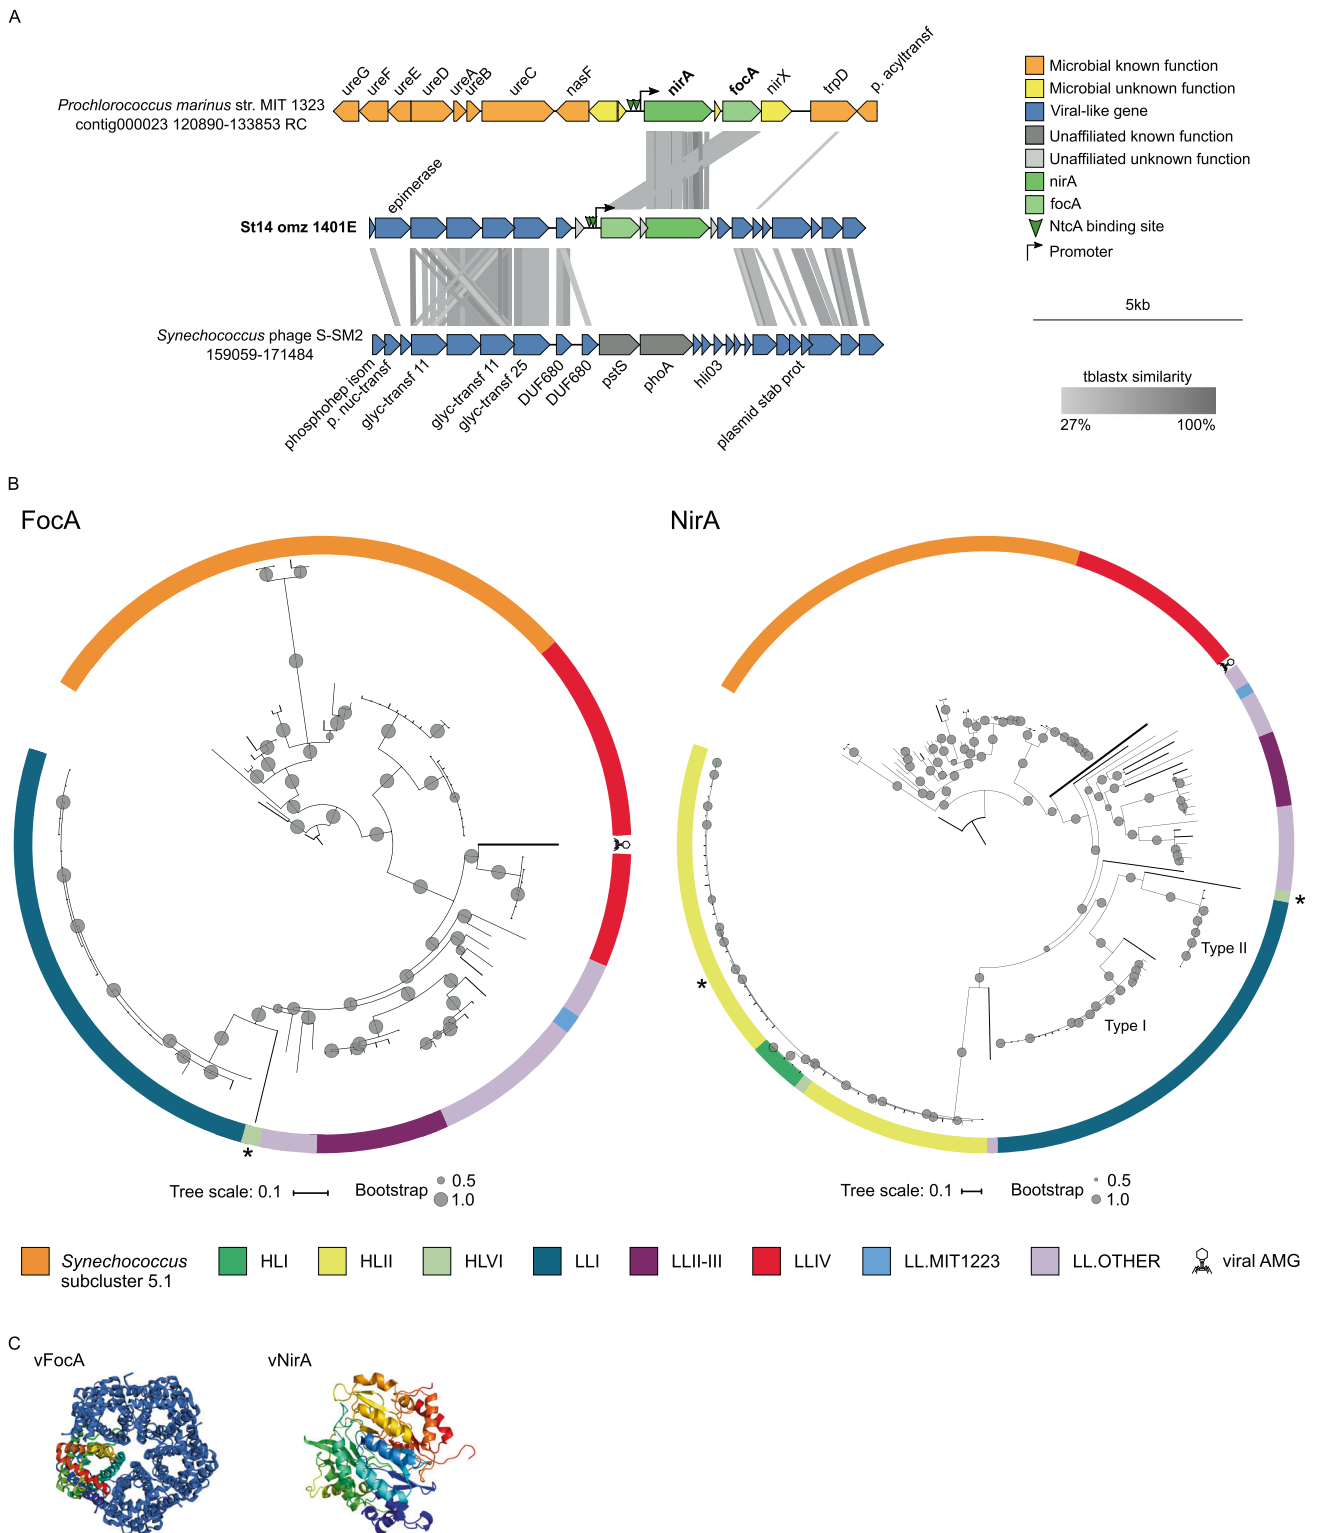 A
ureG
ureF
ureE
ureD
ureA
ureB
ureC
nasF
nirA
focA
nirX
trpD
p. acyltransf
Prochlorococcus marinus str. MIT 1323
contig000023 120890-133853 RC
epimerase
St14 omz 1401E
Synechococcus phage S-SM2
159059-171484
phosphohep isom
p. nuc-transf
glyc-transf 11
glyc-transf 11
glyc-transf 25
DUF680
DUF680
pstS
phoA
hli03
plasmid stab prot
Microbial known function
Microbial unknown function
Viral-like gene
Unaffiliated known function
Unaffiliated unknown function
nirA
focA
NtcA binding site
Promoter
5kb
tblastx similarity
27% 100%
B
FocA
NirA
*
*
*
Type II
Type I
Tree scale: 0.1
Bootstrap
0.5
1.0
Tree scale: 0.1
Bootstrap
0.5
1.0
Synechococcus
subcluster 5.1
HLI
HLII
HLVI
LLI
LLII-III
LLIV
LL.MIT1223
LL.OTHER
viral AMG
C
vFocA
vNirA